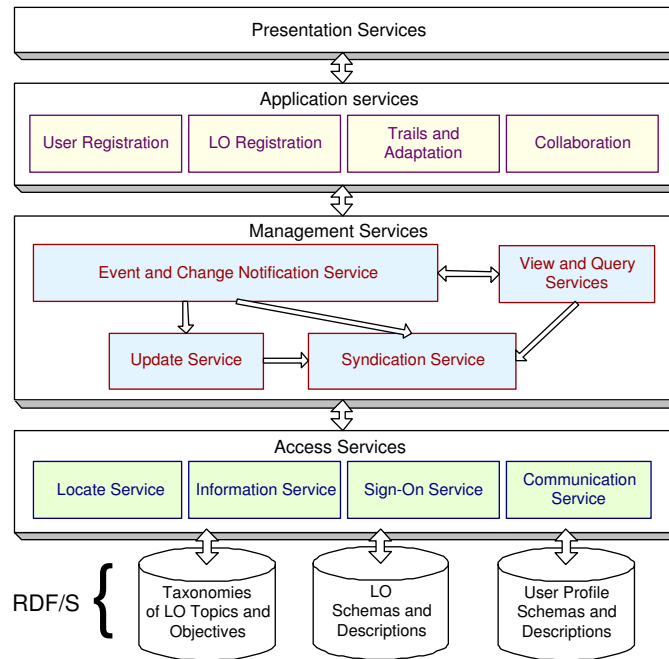 Presentation Services
Application services
User Registration
LO Registration
Trails and
Adaptation
Collaboration
Management Services
Event and Change Notification Service
View and Query
Services
Update Service
Syndication Service
Access Services
Locate Service
Information Service
Sign-On Service
Communication
Service
RDF/S
Taxonomies
of LO Topics and
Objectives
LO
Schemas and
Descriptions
User Profile
Schemas and
Descriptions